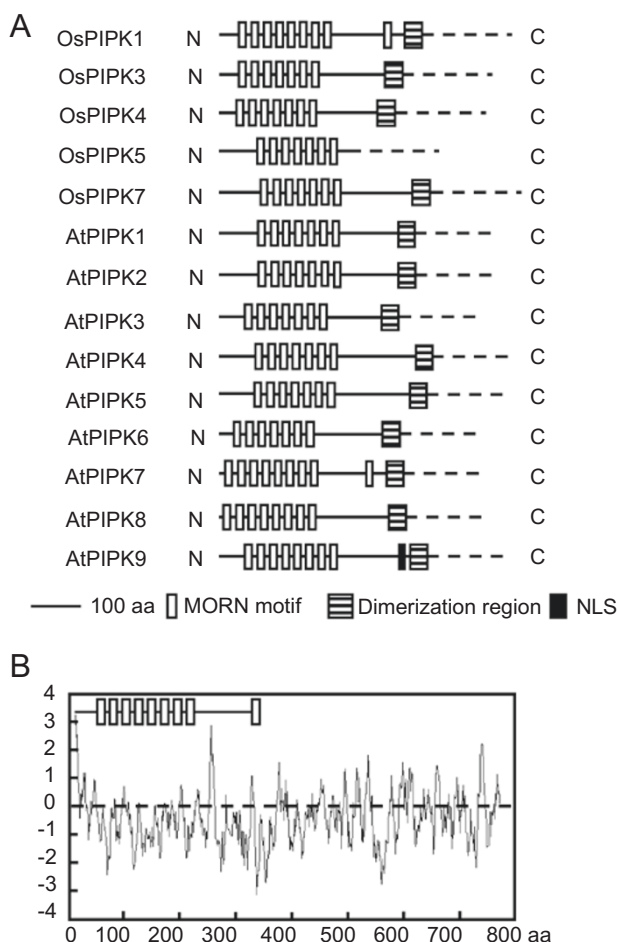 A
OsPIPK1 N C
OsPIPK3 N C
OsPIPK4 N C
OsPIPK5 N C
OsPIPK7 N C
AtPIPK1 N C
AtPIPK2 N C
AtPIPK3 N C
AtPIPK4 N C
AtPIPK5 N C
AtPIPK6 N C
AtPIPK7 N C
AtPIPK8 N C
AtPIPK9 N C
100 aa MORN motif Dimerization region NLS
B
4
3
2
1
0
-1
-2
-3
-4
0 100 200 300 400 500 600 700 800 aa